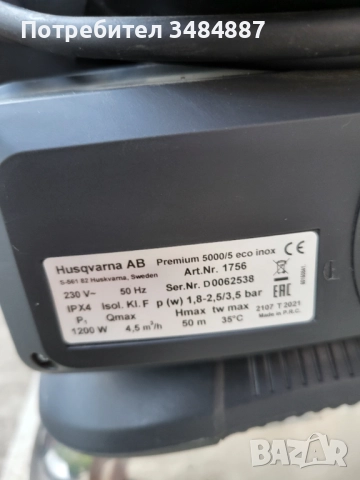 Потребител 3484887
Husqvarna AB Premium 5000/5 eco inox
S-561 82 Huskvarna, Sweden Art.Nr. 1756
230 V~ 50 Hz Ser.Nr. D0062538
IPX4 Isol. Kl. F p (w) 1,8-2,5/3,5 bar
P₁ Qmax Hmax tw max 2107 T 2021
1200 W 4,5 m³/h 50 m 35°C Made in P.R.C.
CE
EAC
BAZAR